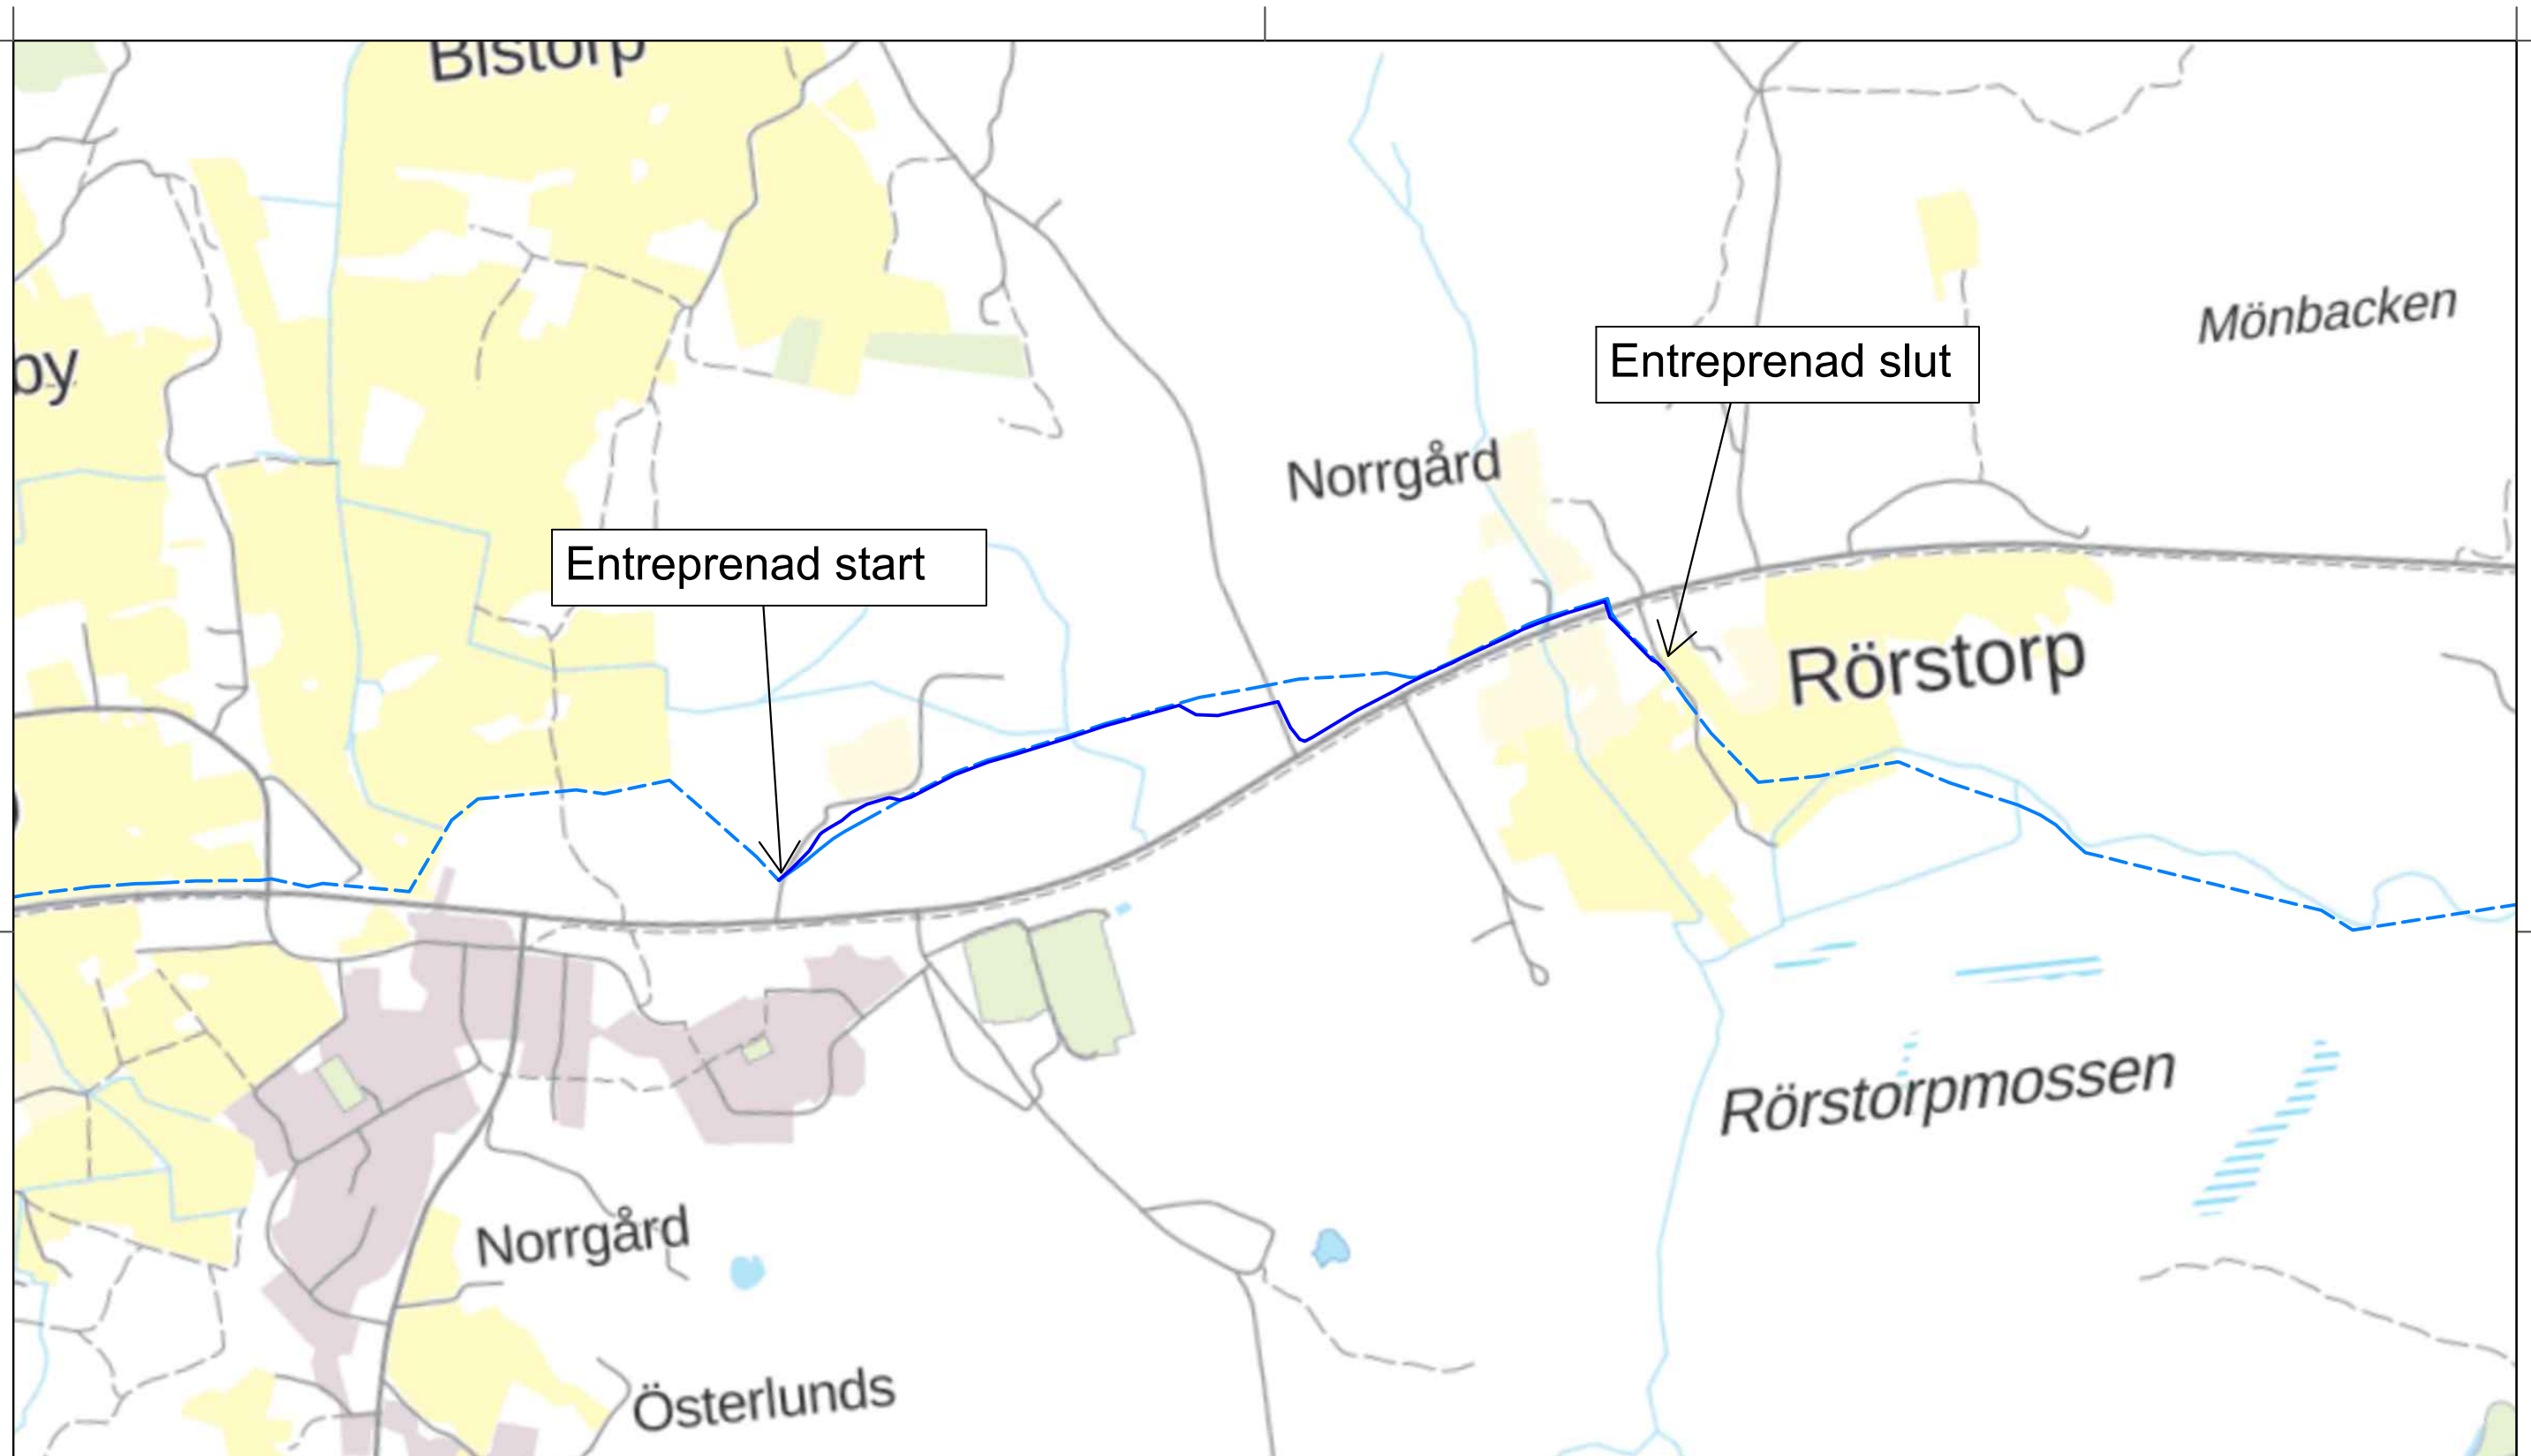 Bistorp
by
Mönbacken
Entreprenad slut
Norrgård
Entreprenad start
Rörstorp
Rörstorpmossen
Norrgård
Österlunds